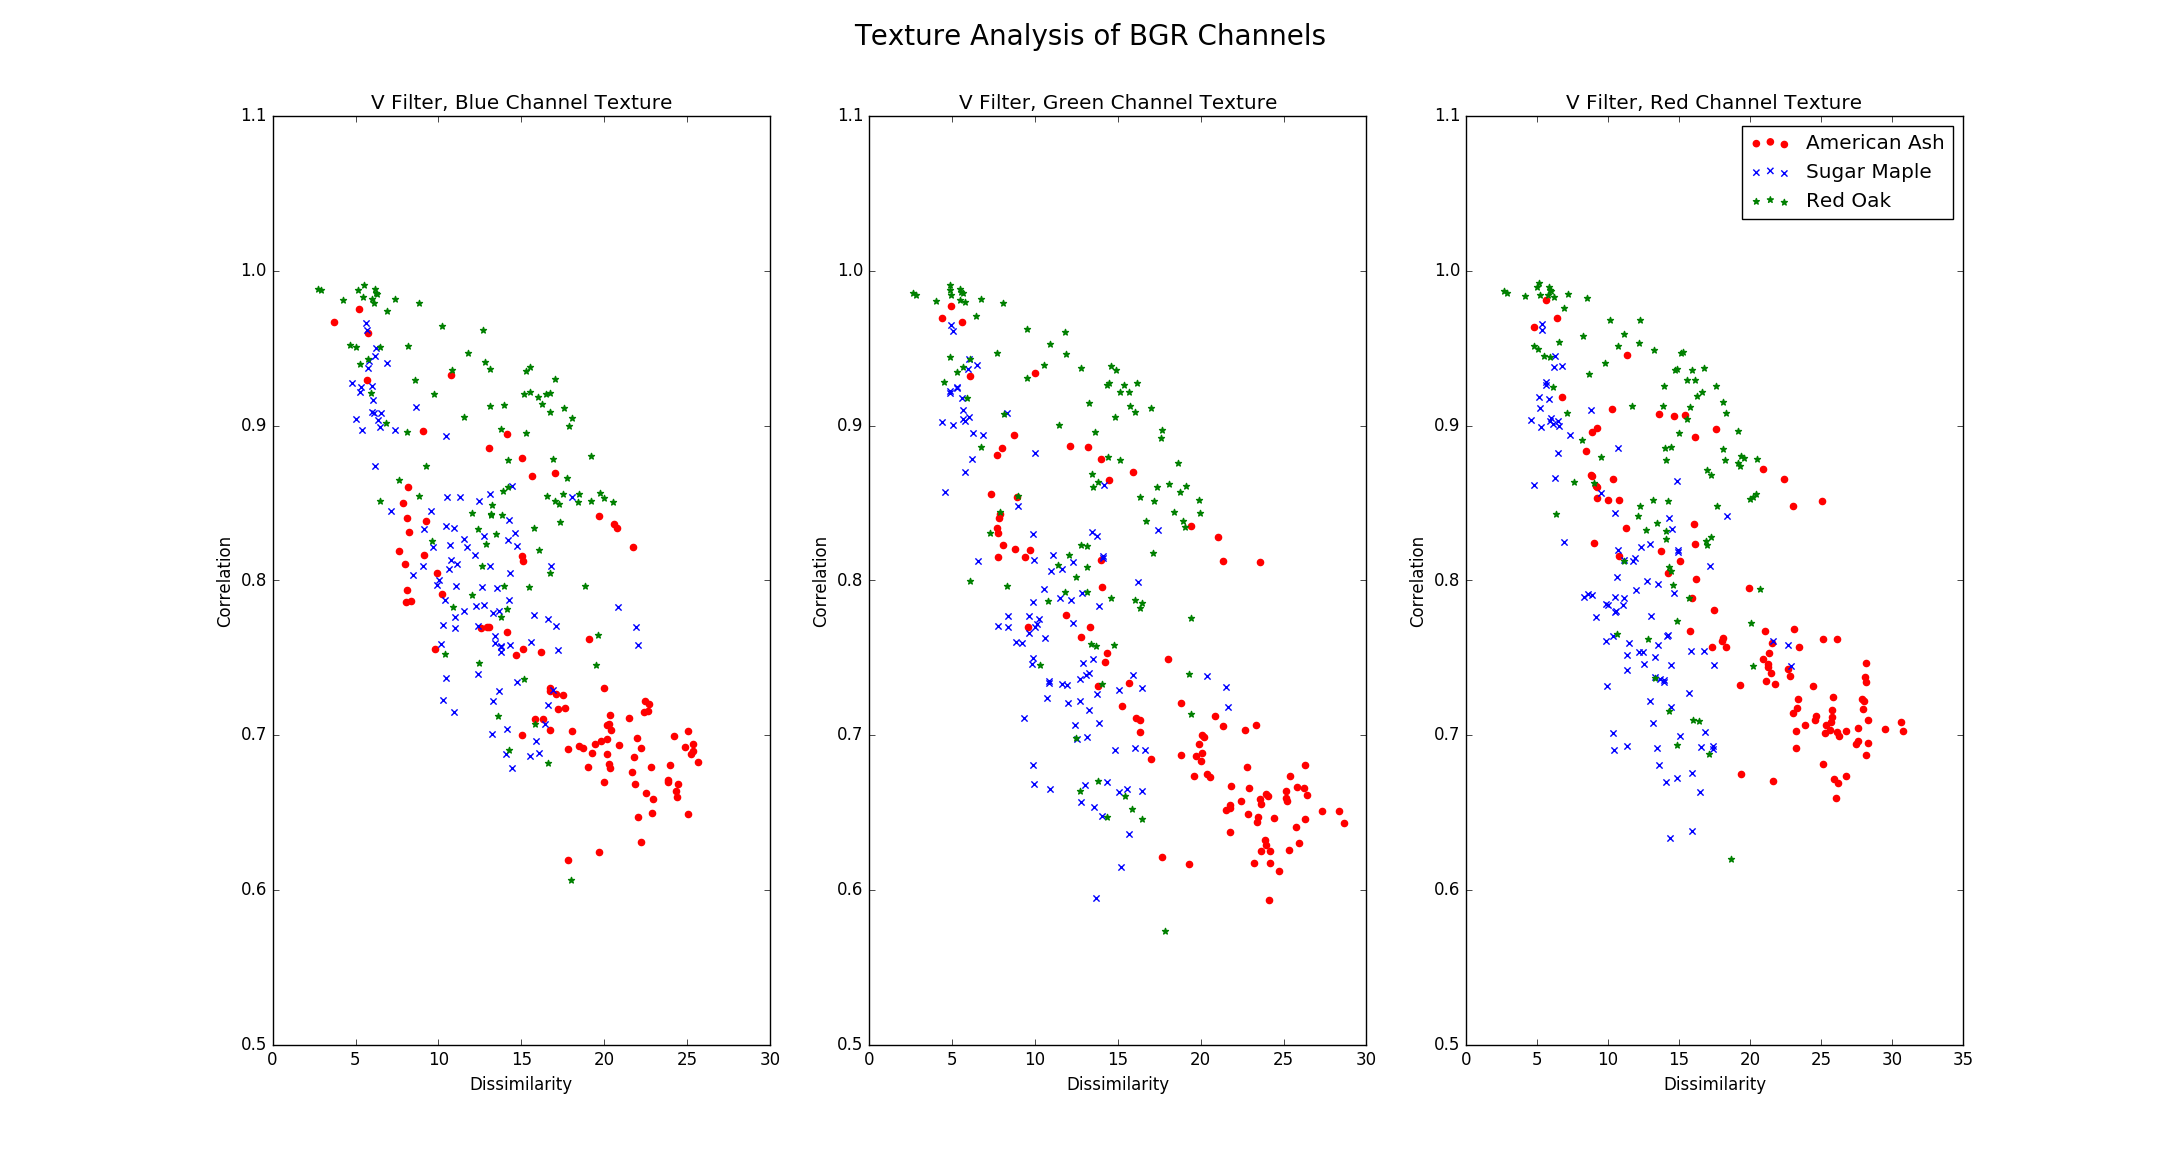 Texture Analysis of BGR Channels
V Filter, Blue Channel Texture
1.1
1.0
0.9
0.8
0.7
0.6
0.5
Correlation
0 5 10 15 20 25 30
Dissimilarity
V Filter, Green Channel Texture
1.1
1.0
0.9
0.8
0.7
0.6
0.5
Correlation
0 5 10 15 20 25 30
Dissimilarity
V Filter, Red Channel Texture
1.1
1.0
0.9
0.8
0.7
0.6
0.5
Correlation
American Ash
Sugar Maple
Red Oak
0 5 10 15 20 25 30 35
Dissimilarity